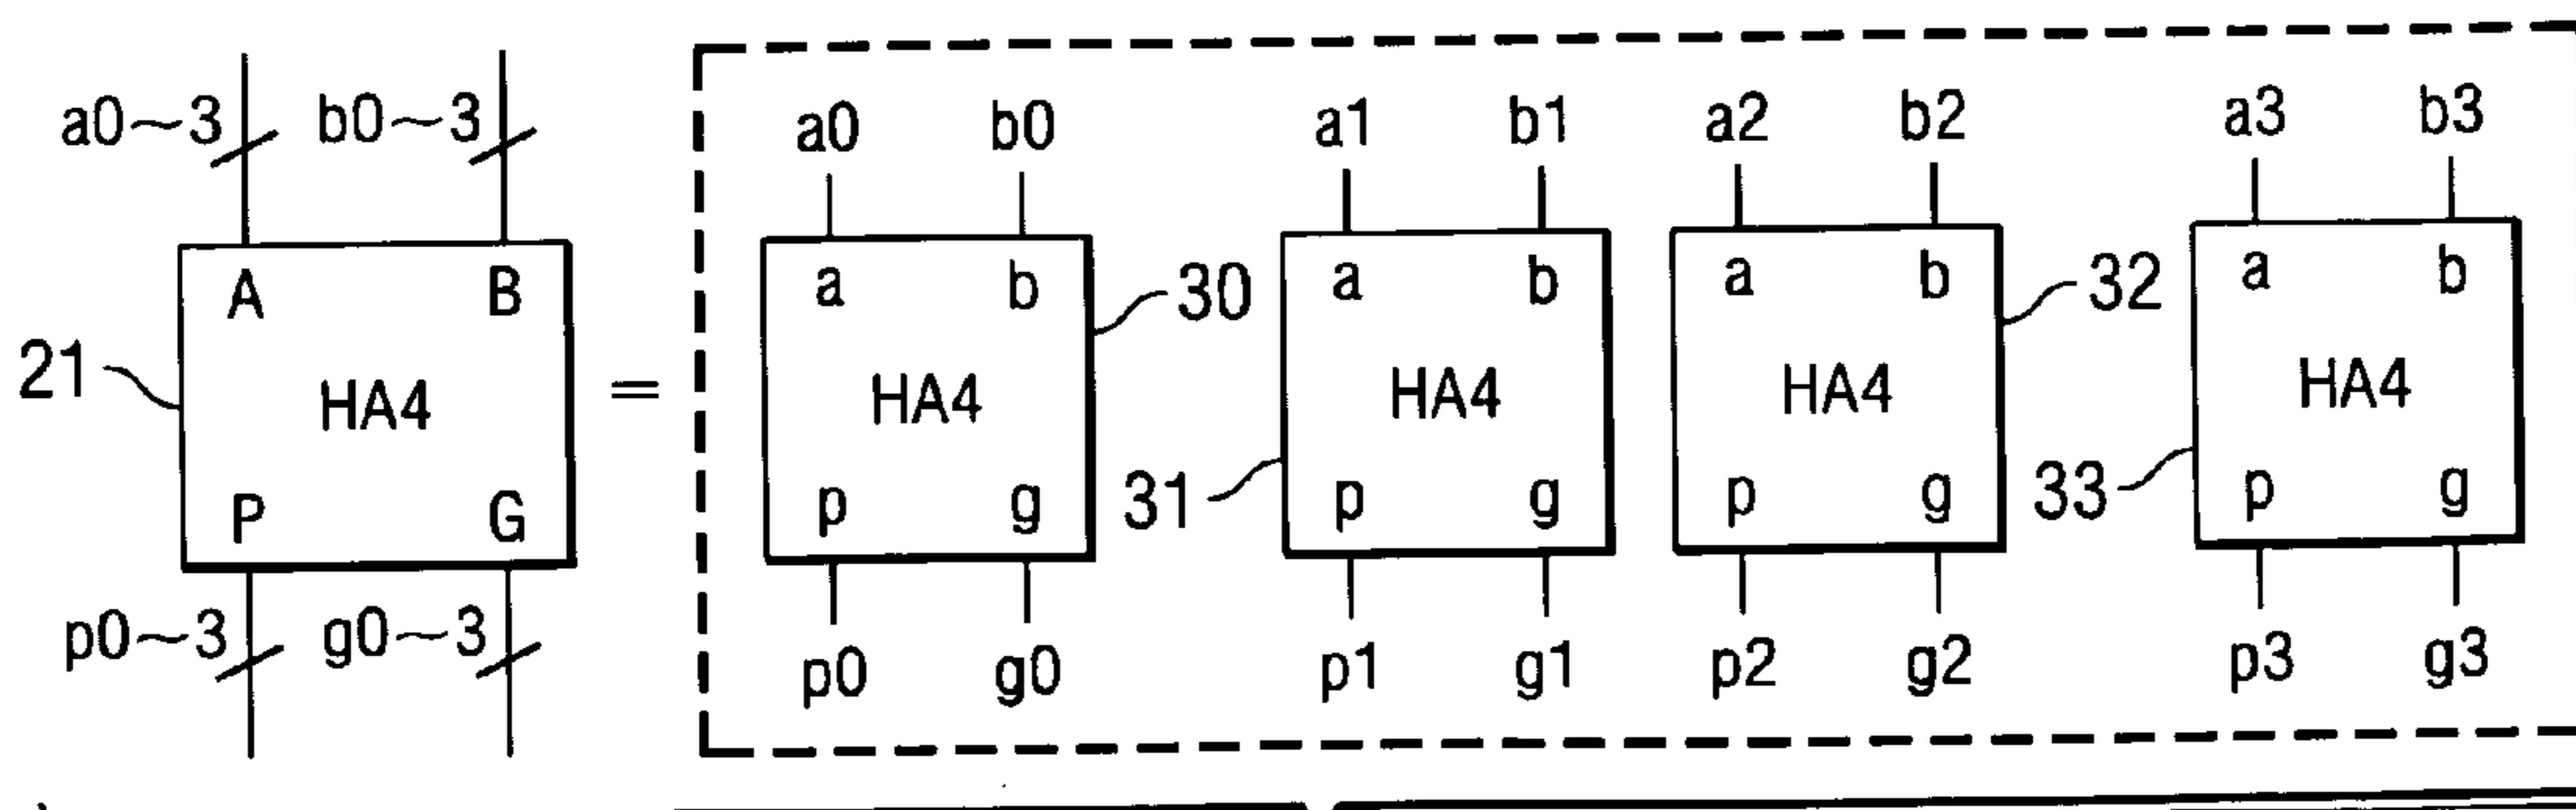 a0~3 b0~3
A B
21 HA4
P G
p0~3 g0~3
=
a0 b0 a1 b1 a2 b2 a3 b3
a b a b a b a b
30 32
HA4 HA4 HA4 HA4
31 33
p g p g p g p g
p0 g0 p1 g1 p2 g2 p3 g3